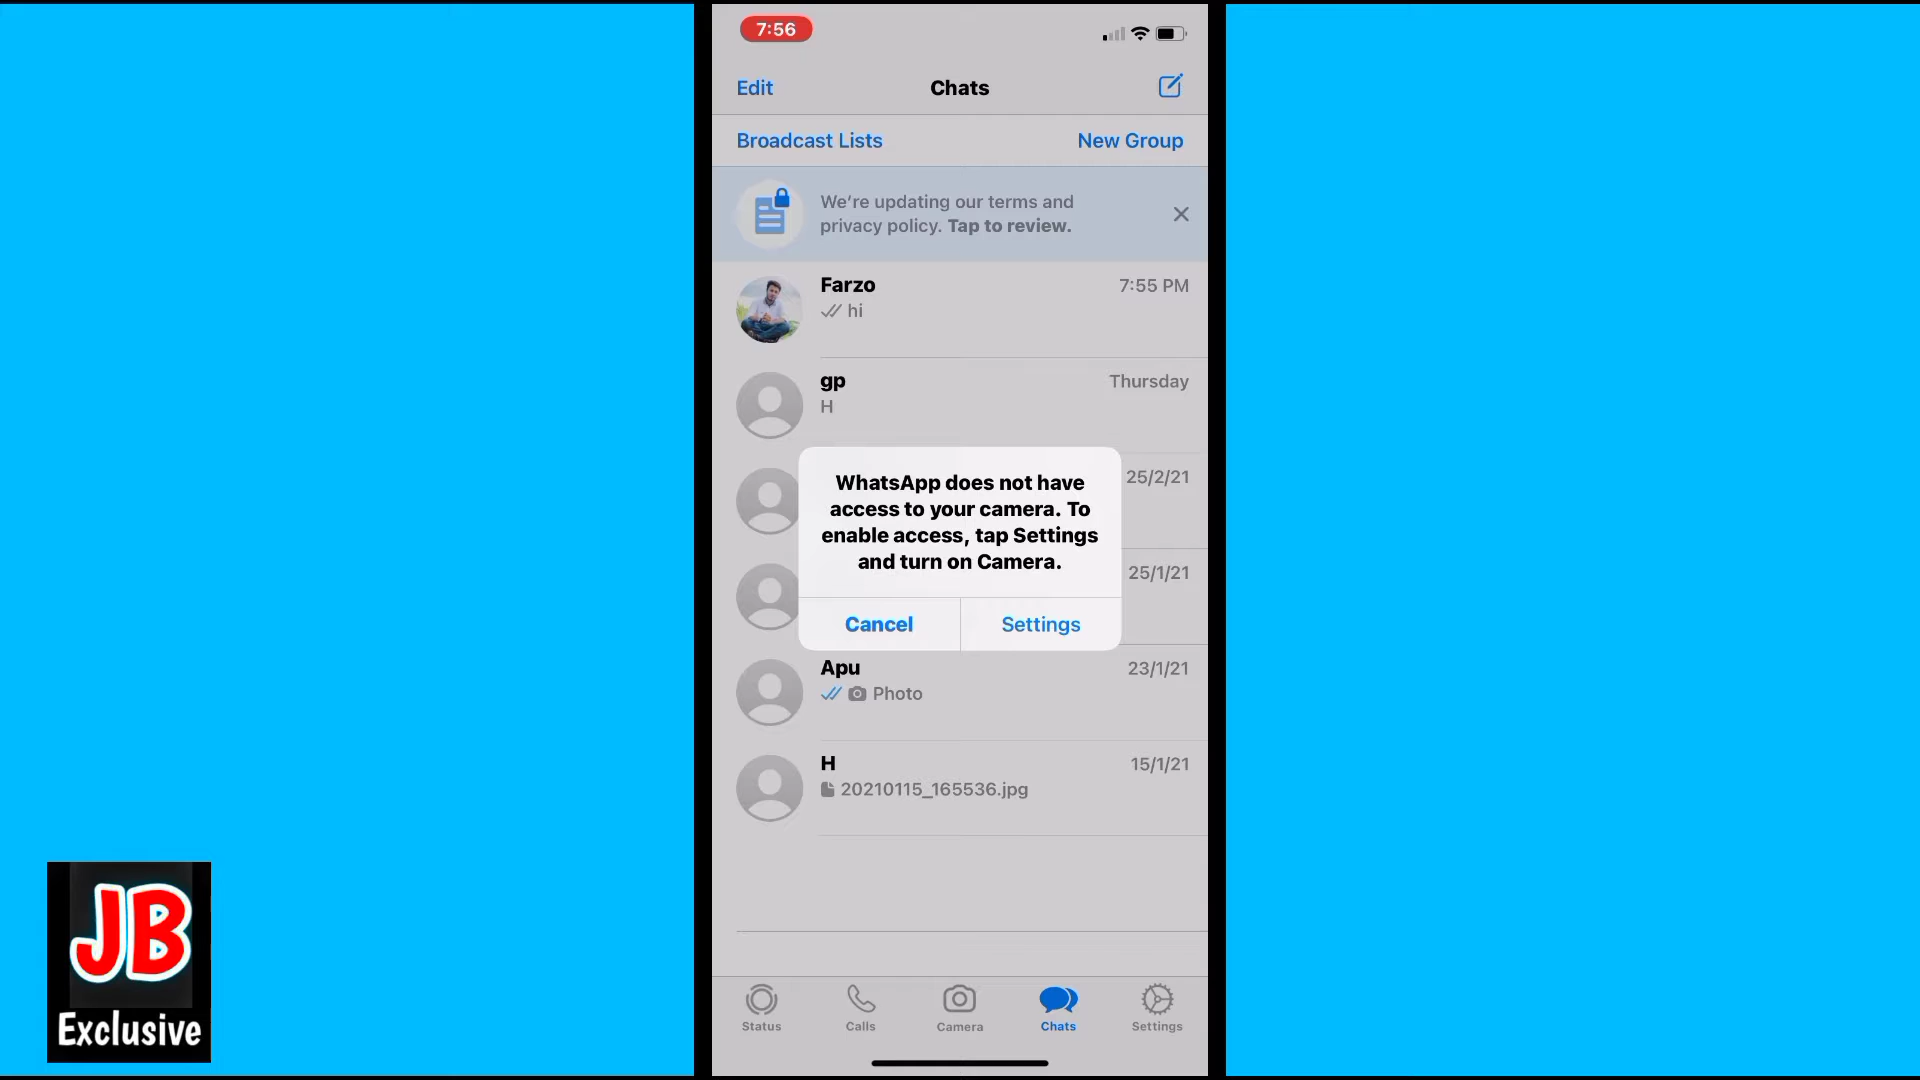 7:56
Edit
Chats
Broadcast Lists
New Group
We're updating our terms and
privacy policy. Tap to review.
Farzo
7:55 PM
hi
gp
Thursday
H
25/2/21
WhatsApp does not have
access to your camera. To
enable access, tap Settings
and turn on Camera.
25/1/21
Cancel
Settings
Apu
23/1/21
Photo
H
15/1/21
20210115_165536.jpg
Status
Calls
Camera
Chats
Settings
JB
Exclusive